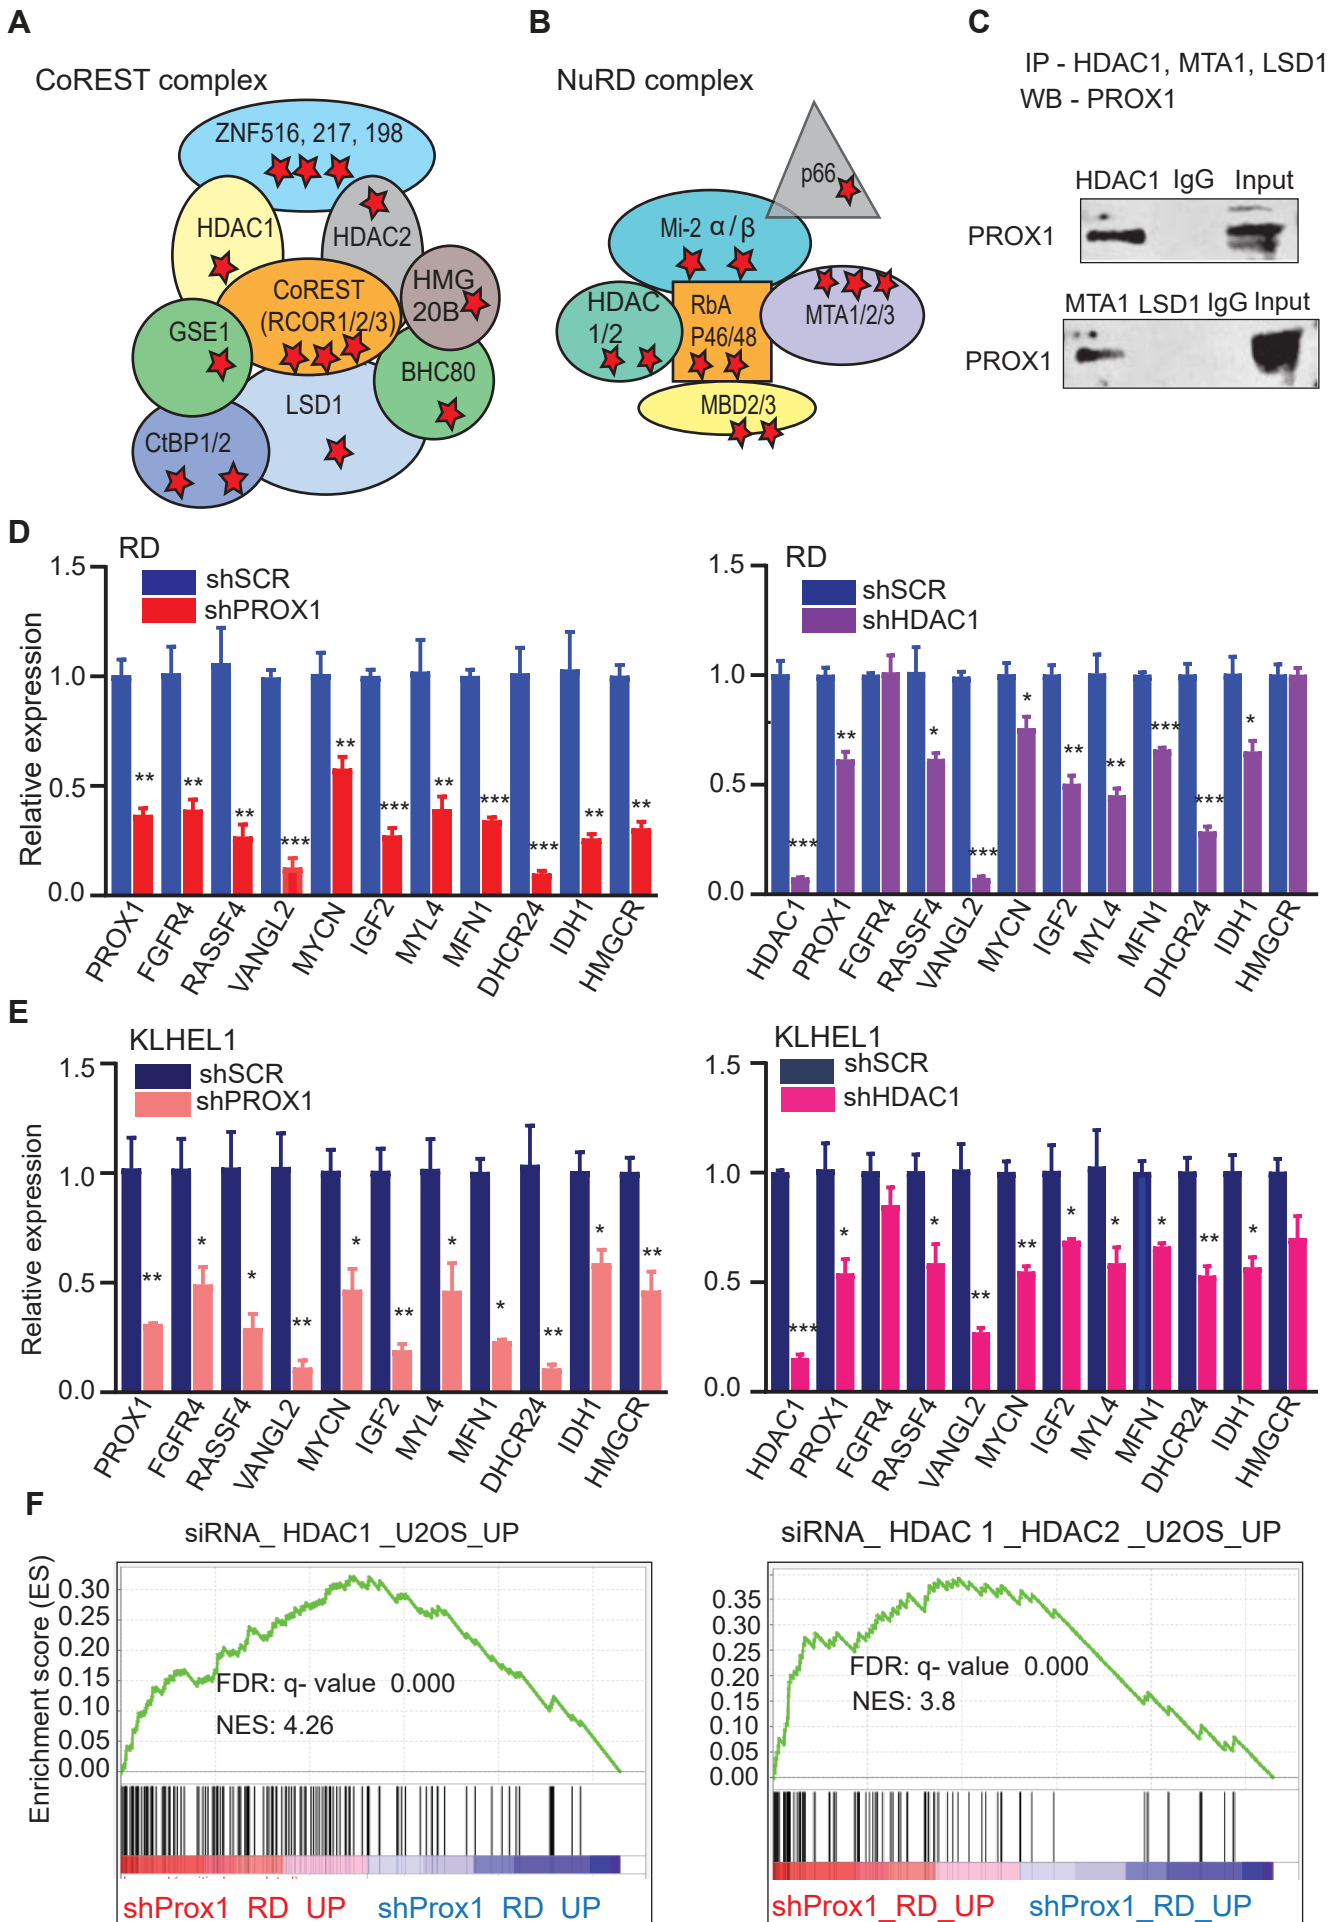 A
CoREST complex
ZNF516, 217, 198
HDAC1
HDAC2
CoREST
(RCOR1/2/3)
HMG
20B
GSE1
BHC80
LSD1
CtBP1/2
B
NuRD complex
p66
Mi-2 α/β
HDAC
1/2
RbA
P46/48
MTA1/2/3
MBD2/3
C
IP - HDAC1, MTA1, LSD1
WB - PROX1
HDAC1 IgG Input
PROX1
MTA1 LSD1 IgG Input
PROX1
D
RD
shSCR
shPROX1
Relative expression
1.5
1.0
0.5
0.0
** ** ** *** ** *** ** *** *** ** **
PROX1 FGFR4 RASSF4 VANGL2 MYCN IGF2 MYL4 MFN1 DHCR24 IDH1 HMGCR
RD
shSCR
shHDAC1
1.5
1.0
0.5
0.0
*** ** * *** * ** ** *** *** *
HDAC1 PROX1 FGFR4 RASSF4 VANGL2 MYCN IGF2 MYL4 MFN1 DHCR24 IDH1 HMGCR
E
KLHEL1
shSCR
shPROX1
Relative expression
1.5
1.0
0.5
0.0
** * * ** * ** * * ** * **
PROX1 FGFR4 RASSF4 VANGL2 MYCN IGF2 MYL4 MFN1 DHCR24 IDH1 HMGCR
KLHEL1
shSCR
shHDAC1
1.5
1.0
0.5
0.0
*** * * ** ** * * * ** *
HDAC1 PROX1 FGFR4 RASSF4 VANGL2 MYCN IGF2 MYL4 MFN1 DHCR24 IDH1 HMGCR
F
siRNA_ HDAC1 _U2OS_UP
Enrichment score (ES)
0.30
0.25
0.20
0.15
0.10
0.05
0.00
FDR: q- value 0.000
NES: 4.26
shProx1 RD UP shProx1 RD UP
siRNA_ HDAC 1 _HDAC2 _U2OS_UP
0.35
0.30
0.25
0.20
0.15
0.10
0.05
0.00
FDR: q- value 0.000
NES: 3.8
shProx1_RD_UP shProx1_RD_UP